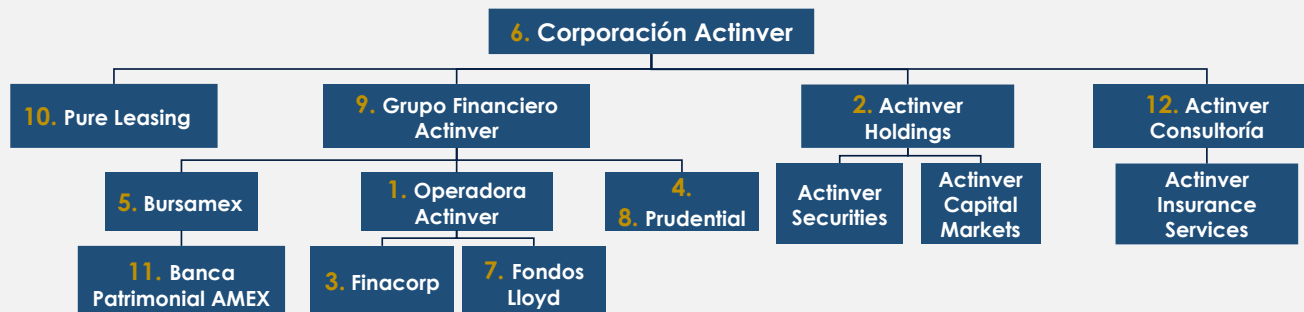 6. Corporación Actinver
10. Pure Leasing
9. Grupo Financiero
Actinver
2. Actinver
Holdings
12. Actinver
Consultoría
5. Bursamex
1. Operadora
Actinver
4.
8. Prudential
Actinver
Securities
Actinver
Capital
Markets
Actinver
Insurance
Services
11. Banca
Patrimonial AMEX
3. Finacorp
7. Fondos
Lloyd